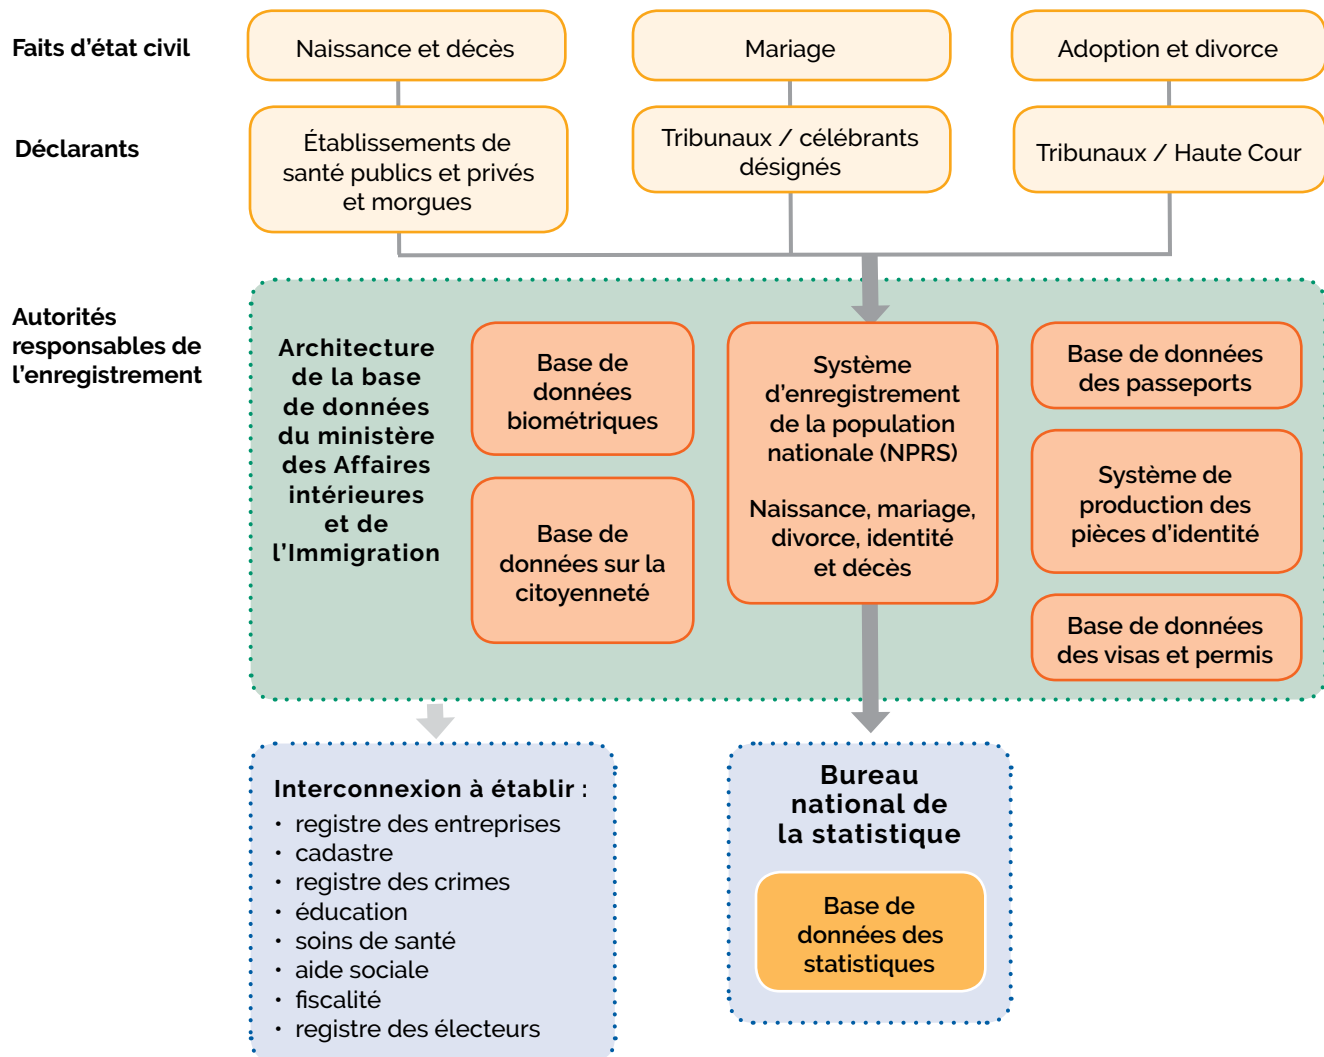 Faits d'état civil
Naissance et décès
Mariage
Adoption et divorce
Déclarants
Établissements de
santé publics et privés
et morgues
Tribunaux / célébrants
désignés
Tribunaux / Haute Cour
Autorités
responsables de
l'enregistrement
Architecture
de la base
de données
du ministère
des Affaires
intérieures
et de
l'Immigration
Base de
données
biométriques
Base de
données sur la
citoyenneté
Système
d'enregistrement
de la population
nationale (NPRS)
Naissance, mariage,
divorce, identité
et décès
Base de données
des passeports
Système de
production des
pièces d'identité
Base de données
des visas et permis
Interconnexion à établir :
• registre des entreprises
• cadastre
• registre des crimes
• éducation
• soins de santé
• aide sociale
• fiscalité
• registre des électeurs
Bureau
national de
la statistique
Base de
données des
statistiques